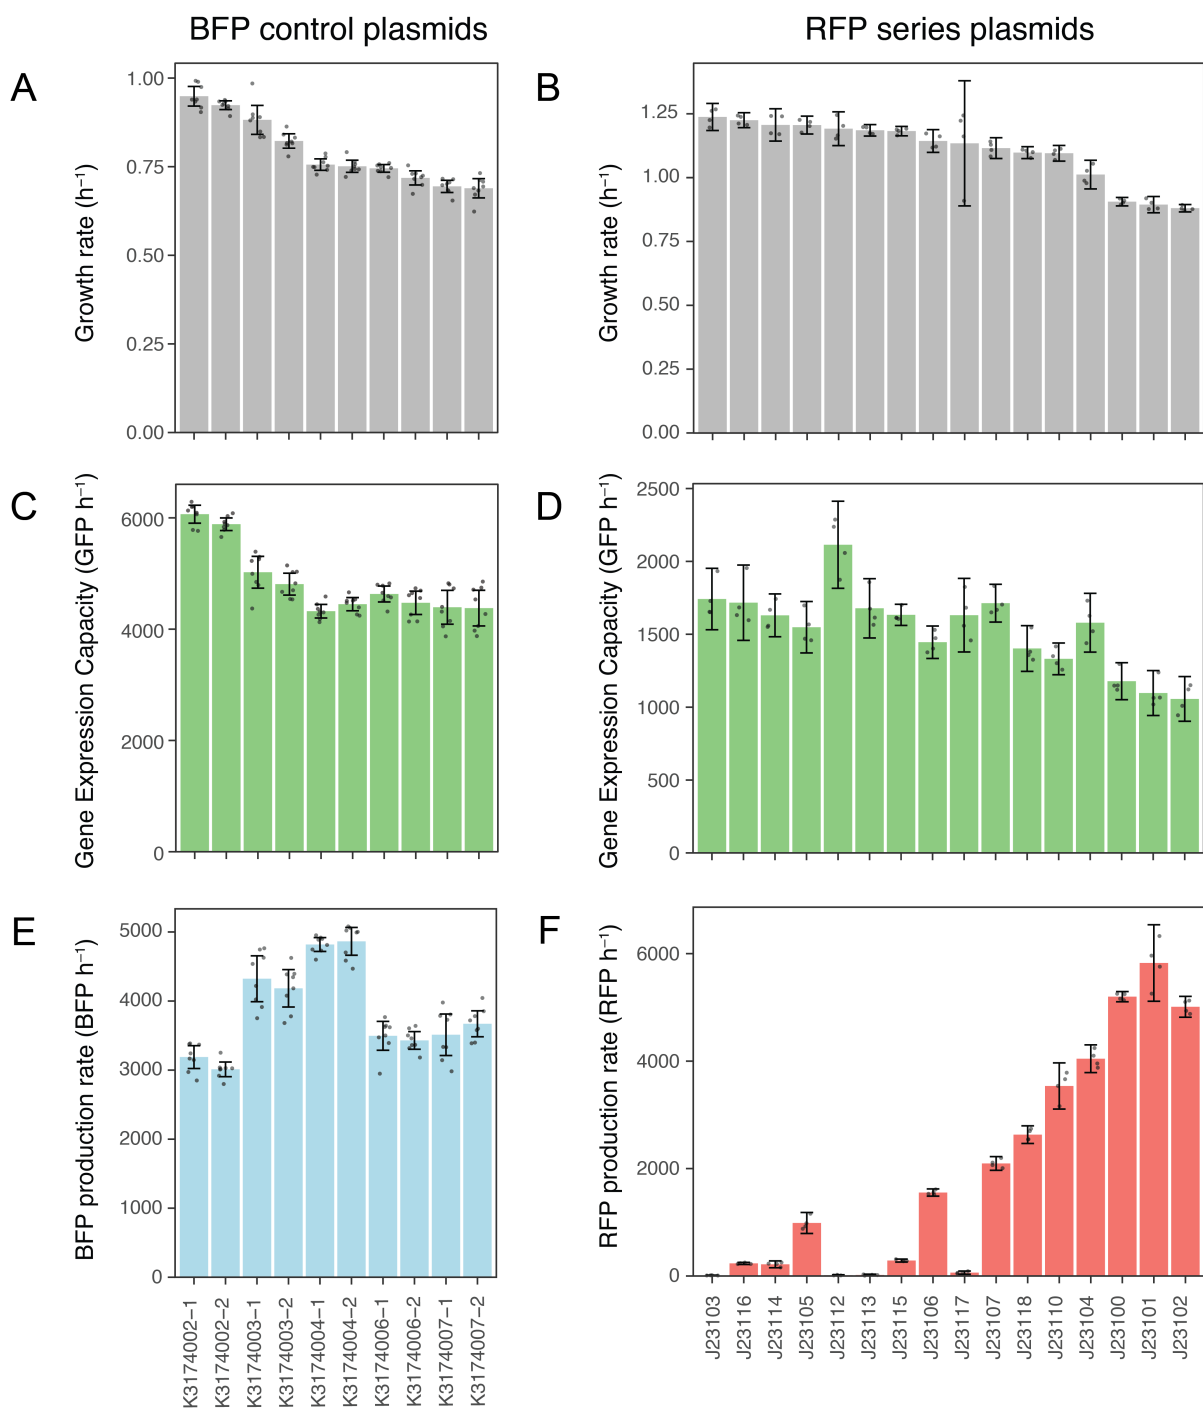 BFP control plasmids
RFP series plasmids
A
Growth rate (h⁻¹)
1.00
0.75
0.50
0.25
0.00
B
Growth rate (h⁻¹)
1.25
1.00
0.75
0.50
0.25
0.00
C
Gene Expression Capacity (GFP h⁻¹)
6000
4000
2000
0
D
Gene Expression Capacity (GFP h⁻¹)
2500
2000
1500
1000
500
0
E
BFP production rate (BFP h⁻¹)
5000
4000
3000
2000
1000
0
K3174002−1
K3174002−2
K3174003−1
K3174003−2
K3174004−1
K3174004−2
K3174006−1
K3174006−2
K3174007−1
K3174007−2
F
RFP production rate (RFP h⁻¹)
6000
4000
2000
0
J23103
J23116
J23114
J23105
J23112
J23113
J23115
J23106
J23117
J23107
J23118
J23110
J23104
J23100
J23101
J23102